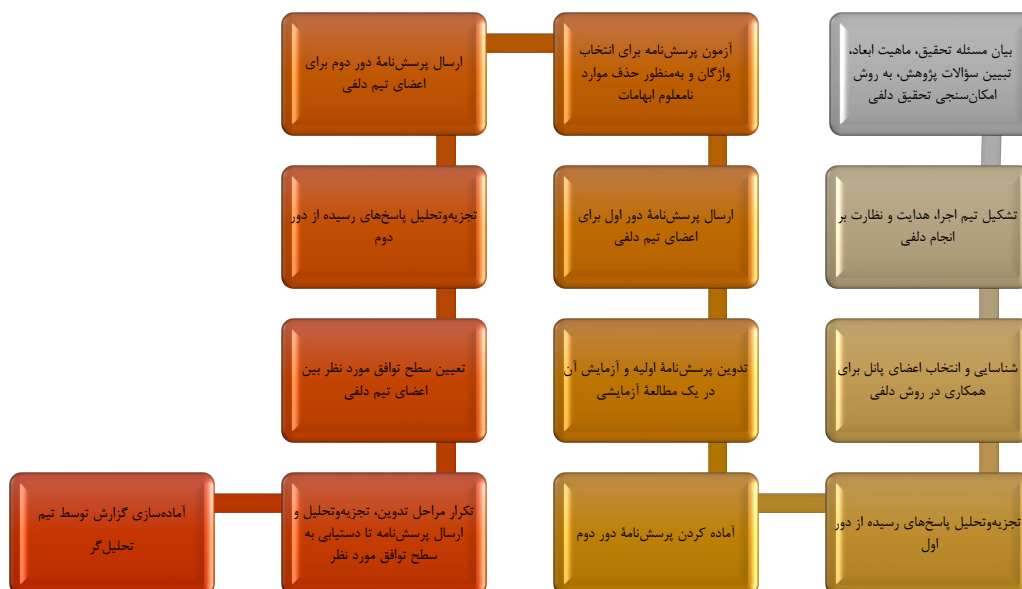 بیان مسئله تحقیق، ماهیت ابعاد،
تبیین سؤالات پژوهش، به روش
امکان‌سنجی تحقیق دلفی
تشکیل تیم اجرا، هدایت و نظارت بر
انجام دلفی
شناسایی و انتخاب اعضای پانل برای
همکاری در روش دلفی
تجزیه‌وتحلیل پاسخ‌های رسیده از دور
اول
آماده کردن پرسش‌نامۀ دور دوم
تدوین پرسش‌نامۀ اولیه و آزمایش آن
در یک مطالعۀ آزمایشی
ارسال پرسش‌نامۀ دور اول برای
اعضای تیم دلفی
آزمون پرسش‌نامه برای انتخاب
واژگان و به‌منظور حذف موارد
نامعلوم ابهامات
ارسال پرسش‌نامۀ دور دوم برای
اعضای تیم دلفی
تجزیه‌وتحلیل پاسخ‌های رسیده از دور
دوم
تعیین سطح توافق مورد نظر بین
اعضای تیم دلفی
تکرار مراحل تدوین، تجزیه‌وتحلیل و
ارسال پرسش‌نامه تا دستیابی به
سطح توافق مورد نظر
آماده‌سازی گزارش توسط تیم
تحلیل‌گر